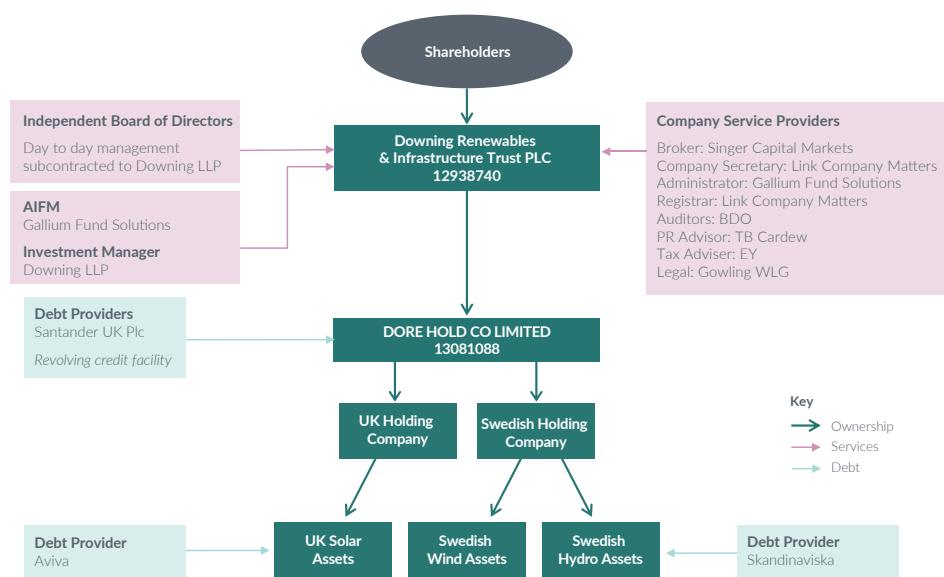 Shareholders
Independent Board of Directors
Day to day management
subcontracted to Downing LLP
Downing Renewables
& Infrastructure Trust PLC
12938740
Company Service Providers
Broker: Singer Capital Markets
Company Secretary: Link Company Matters
Administrator: Gallium Fund Solutions
Registrar: Link Company Matters
Auditors: BDO
PR Advisor: TB Cardew
Tax Adviser: EY
Legal: Gowling WLG
AIFM
Gallium Fund Solutions
Investment Manager
Downing LLP
Debt Providers
Santander UK Plc
Revolving credit facility
DORE HOLD CO LIMITED
13081088
UK Holding
Company
Swedish Holding
Company
Key
Ownership
Services
Debt
Debt Provider
Aviva
UK Solar
Assets
Swedish
Wind Assets
Swedish
Hydro Assets
Debt Provider
Skandinaviska